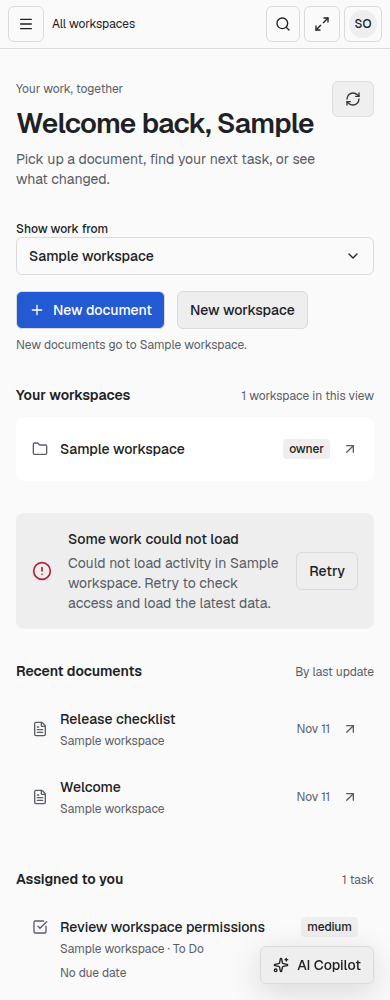 All workspaces
SO
Your work, together
Welcome back, Sample
Pick up a document, find your next task, or see
what changed.
Show work from
Sample workspace
New document
New workspace
New documents go to Sample workspace.
Your workspaces
1 workspace in this view
Sample workspace
owner
Some work could not load
Could not load activity in Sample
workspace. Retry to check
access and load the latest data.
Retry
Recent documents
By last update
Release checklist
Sample workspace
Nov 11
Welcome
Sample workspace
Nov 11
Assigned to you
1 task
Review workspace permissions
medium
Sample workspace · To Do
No due date
AI Copilot